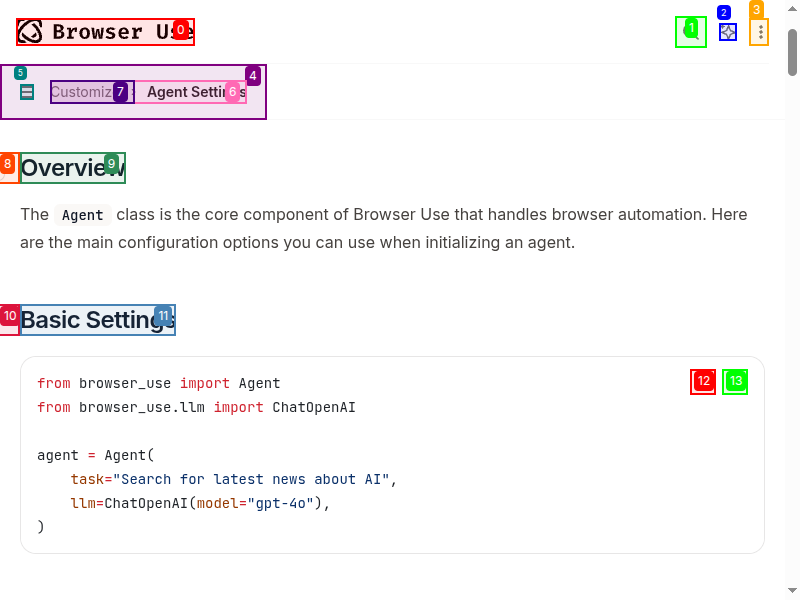 Browser Use
0
1
2
3
4
5
Customiz 7 Agent Settings 6
8 Overview 9
The Agent class is the core component of Browser Use that handles browser automation. Here
are the main configuration options you can use when initializing an agent.
10 Basic Settings 11
12 13
from browser_use import Agent
from browser_use.llm import ChatOpenAI
agent = Agent(
task="Search for latest news about AI",
llm=ChatOpenAI(model="gpt-4o"),
)